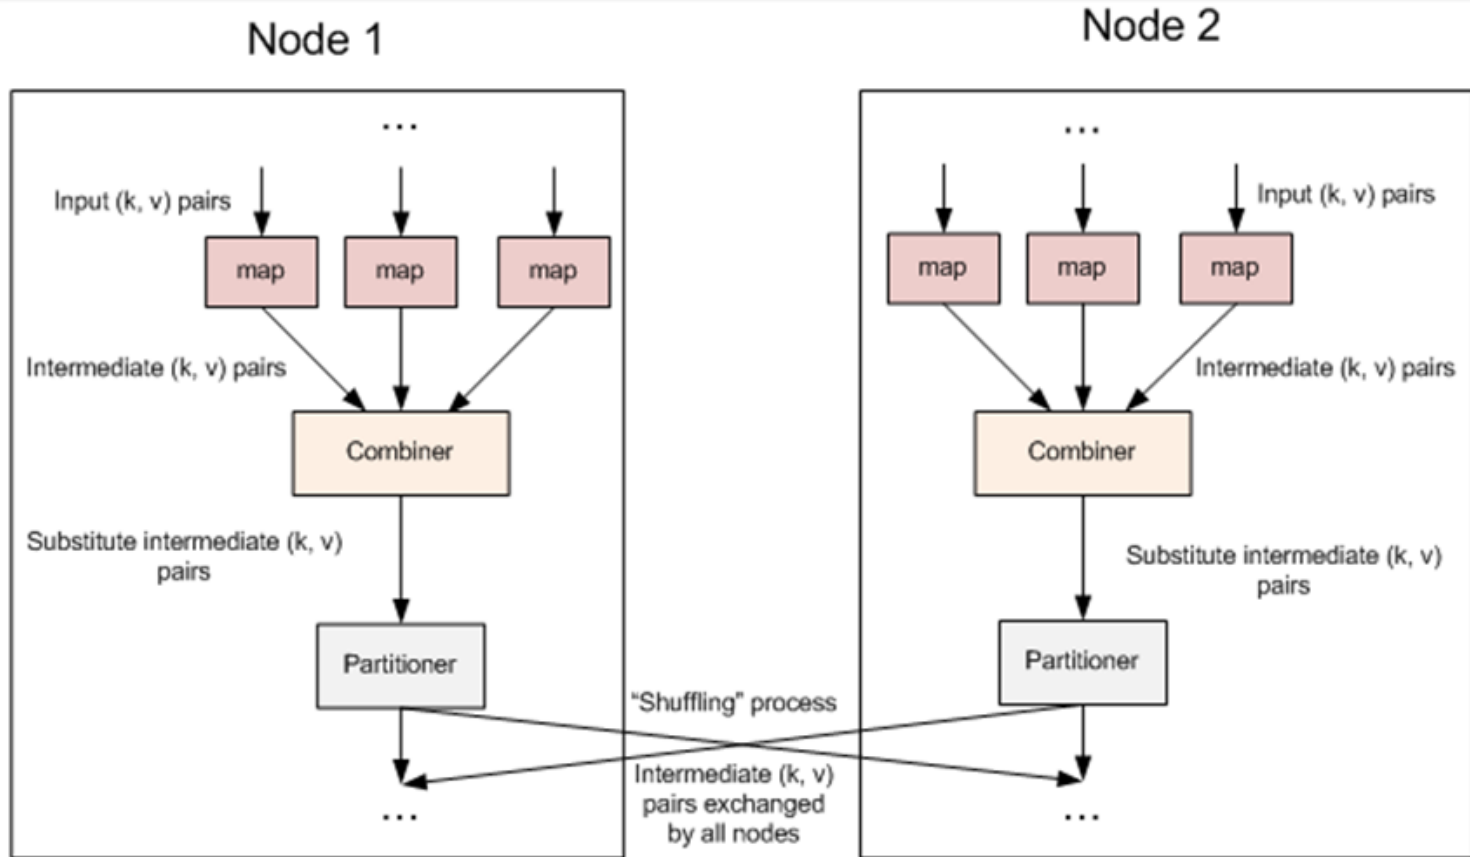 Node 1
Node 2
...
...
Input (k, v) pairs
Input (k, v) pairs
map
map
map
map
map
map
Intermediate (k, v) pairs
Intermediate (k, v) pairs
Combiner
Combiner
Substitute intermediate (k, v)
pairs
Substitute intermediate (k, v)
pairs
Partitioner
Partitioner
“Shuffling” process
Intermediate (k, v)
pairs exchanged
by all nodes
...
...